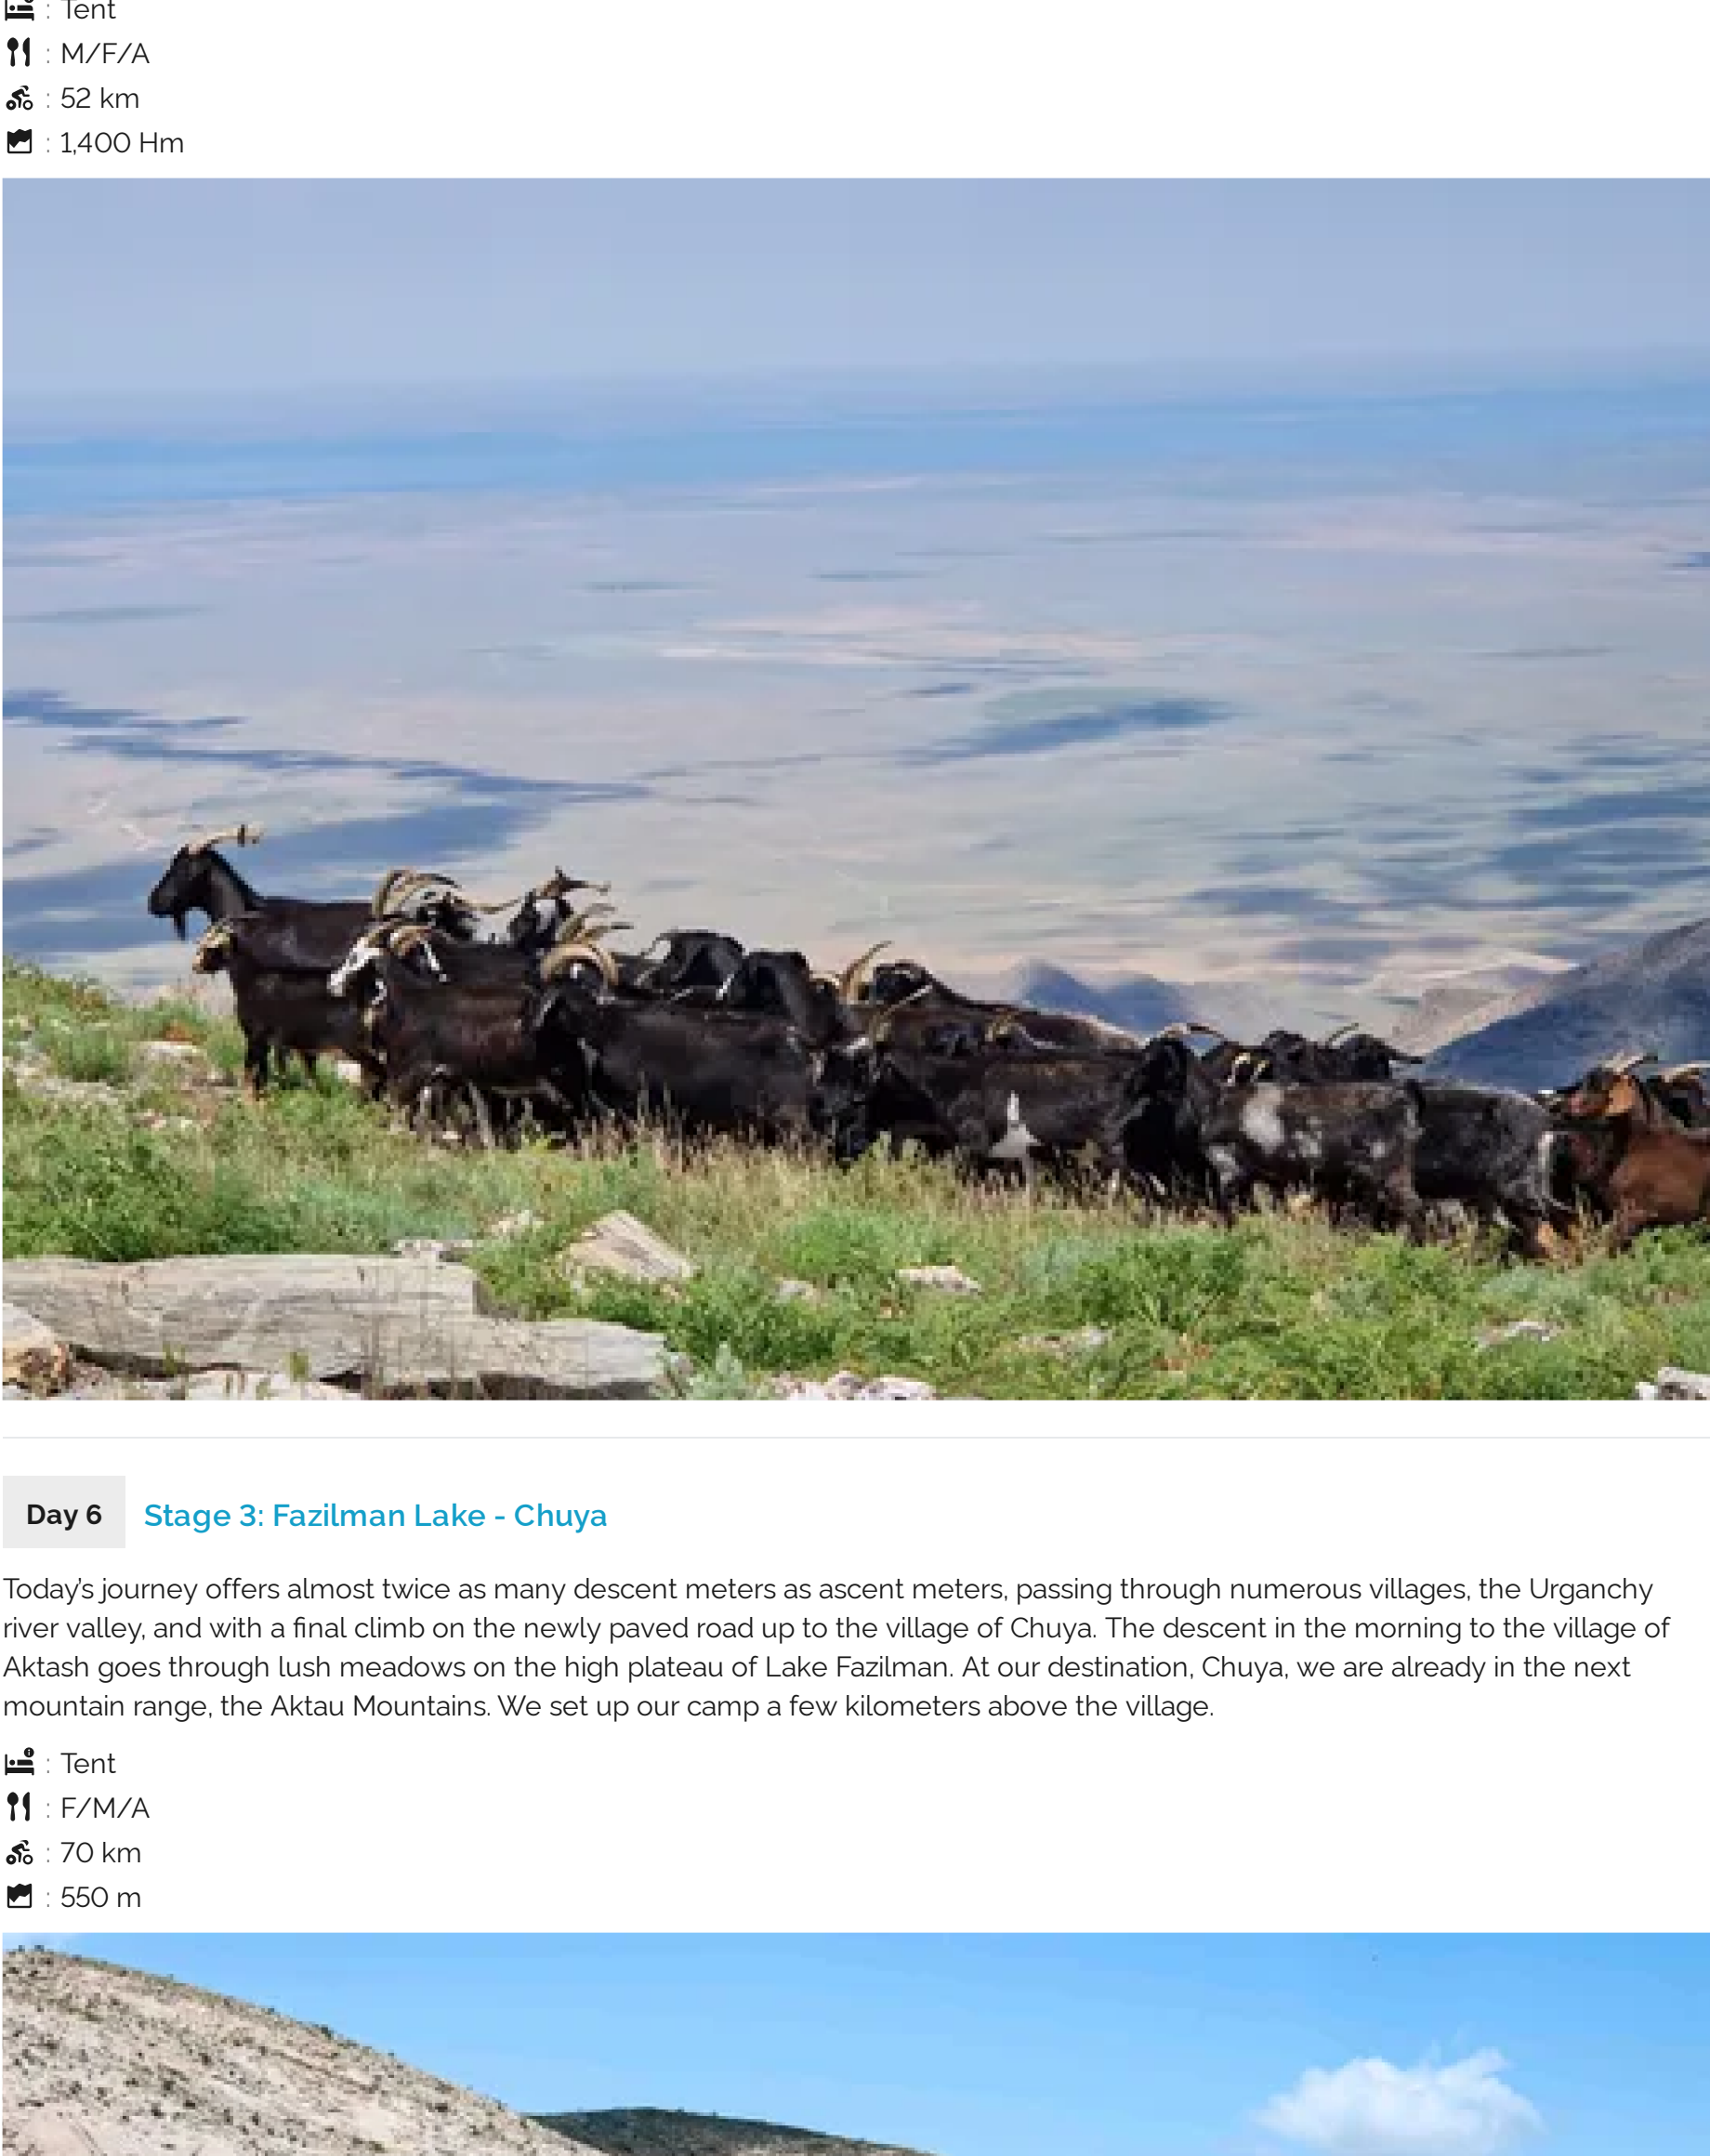 : Tent
: M/F/A
: 52 km
: 1,400 Hm
Day 6
Stage 3: Fazilman Lake - Chuya
Today’s journey offers almost twice as many descent meters as ascent meters, passing through numerous villages, the Urganchy
river valley, and with a final climb on the newly paved road up to the village of Chuya. The descent in the morning to the village of
Aktash goes through lush meadows on the high plateau of Lake Fazilman. At our destination, Chuya, we are already in the next
mountain range, the Aktau Mountains. We set up our camp a few kilometers above the village.
: Tent
: F/M/A
: 70 km
: 550 m